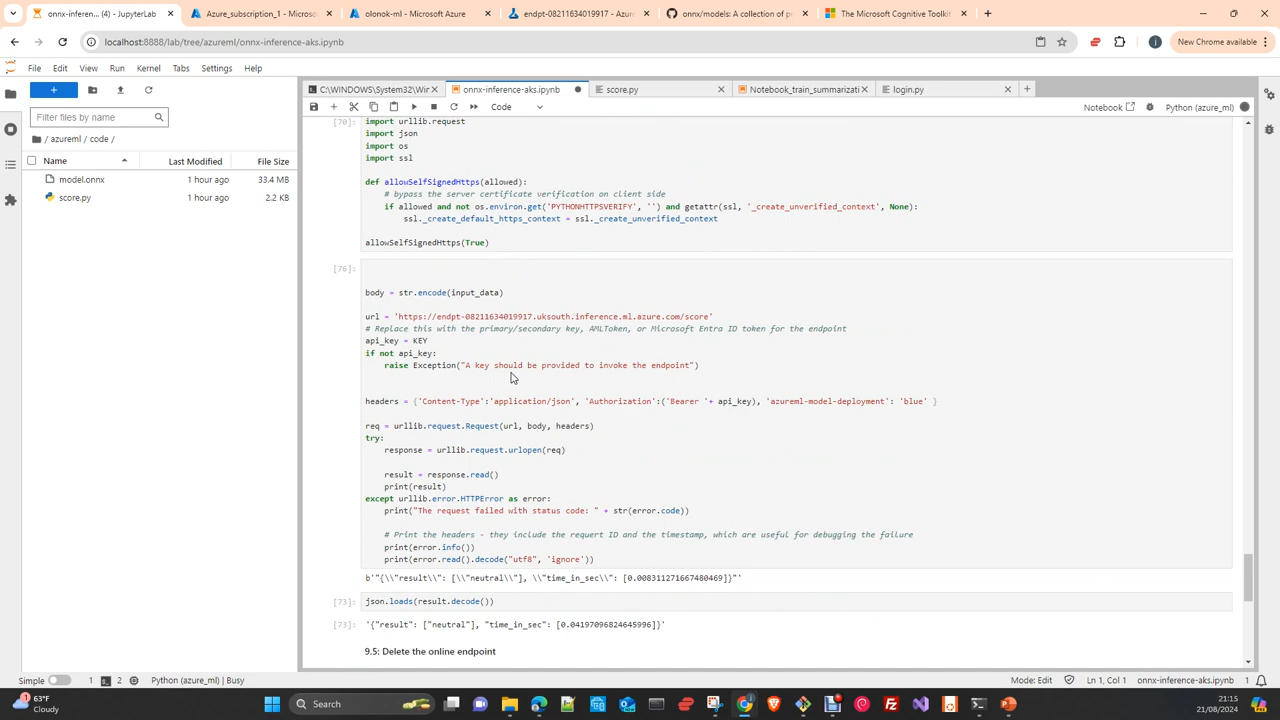 onnx-inferen... (4) - JupyterLab
Azure_subscription_1 - Microso
olonok-ml - Microsoft Azure
endpt-08211634019917 - Azure
onnx/models: A collection of p
The Microsoft Cognitive Toolkit
localhost:8888/lab/tree/azureml/onnx-inference-aks.ipynb
New Chrome available
File Edit View Run Kernel Tabs Settings Help
C:\WINDOWS\System32\Wir
onnx-inference-aks.ipynb
score.py
Notebook_train_summarizati
login.py
Code
Notebook
Python (azure_ml)
Filter files by name
/ azureml / code /
Name Last Modified File Size
model.onnx 1 hour ago 33.4 MB
score.py 1 hour ago 2.2 KB
[70]: import urllib.request
import json
import os
import ssl
def allowSelfSignedHttps(allowed):
# bypass the server certificate verification on client side
if allowed and not os.environ.get('PYTHONHTTPSVERIFY', '') and getattr(ssl, '_create_unverified_context', None):
ssl._create_default_https_context = ssl._create_unverified_context
allowSelfSignedHttps(True)
[76]:
body = str.encode(input_data)
url = 'https://endpt-08211634019917.uksouth.inference.ml.azure.com/score'
# Replace this with the primary/secondary key, AMLToken, or Microsoft Entra ID token for the endpoint
api_key = KEY
if not api_key:
raise Exception("A key should be provided to invoke the endpoint")
headers = {'Content-Type':'application/json', 'Authorization':('Bearer '+ api_key), 'azureml-model-deployment': 'blue' }
req = urllib.request.Request(url, body, headers)
try:
response = urllib.request.urlopen(req)
result = response.read()
print(result)
except urllib.error.HTTPError as error:
print("The request failed with status code: " + str(error.code))
# Print the headers - they include the requert ID and the timestamp, which are useful for debugging the failure
print(error.info())
print(error.read().decode("utf8", 'ignore'))
b'"{\\"result\\": [\\"neutral\\"], \\"time_in_sec\\": [0.008311271667480469]}"'
[73]: json.loads(result.decode())
[73]: '{"result": ["neutral"], "time_in_sec": [0.04197096824645996]}'
9.5: Delete the online endpoint
Simple 1 2 Python (azure_ml) | Busy
Mode: Edit Ln 1, Col 1 onnx-inference-aks.ipynb 1
63°F
Cloudy
Search
21:15
21/08/2024